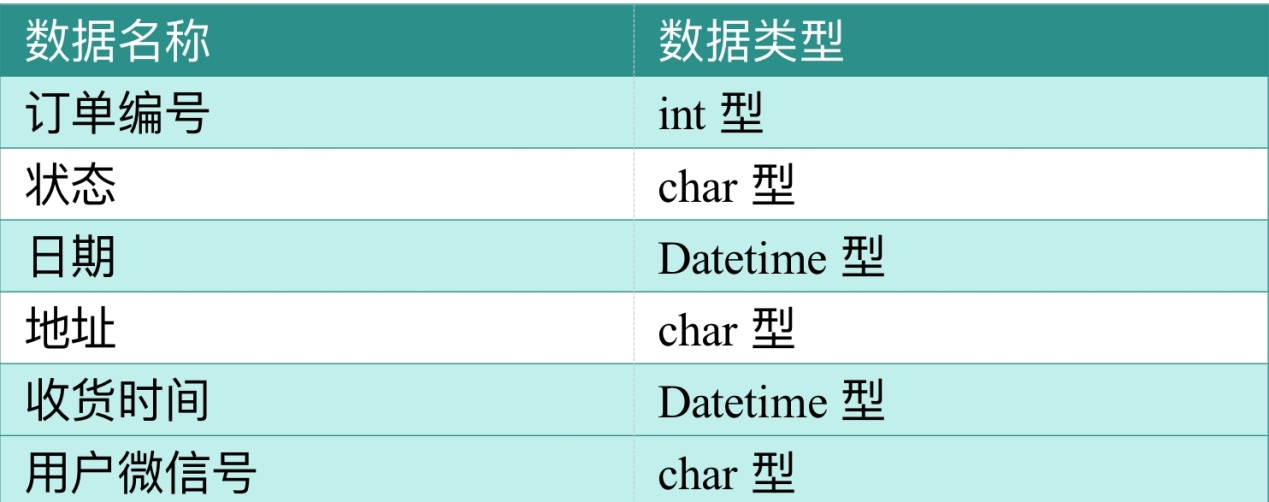 数据名称 数据类型
订单编号 int 型
状态 char 型
日期 Datetime 型
地址 char 型
收货时间 Datetime 型
用户微信号 char 型